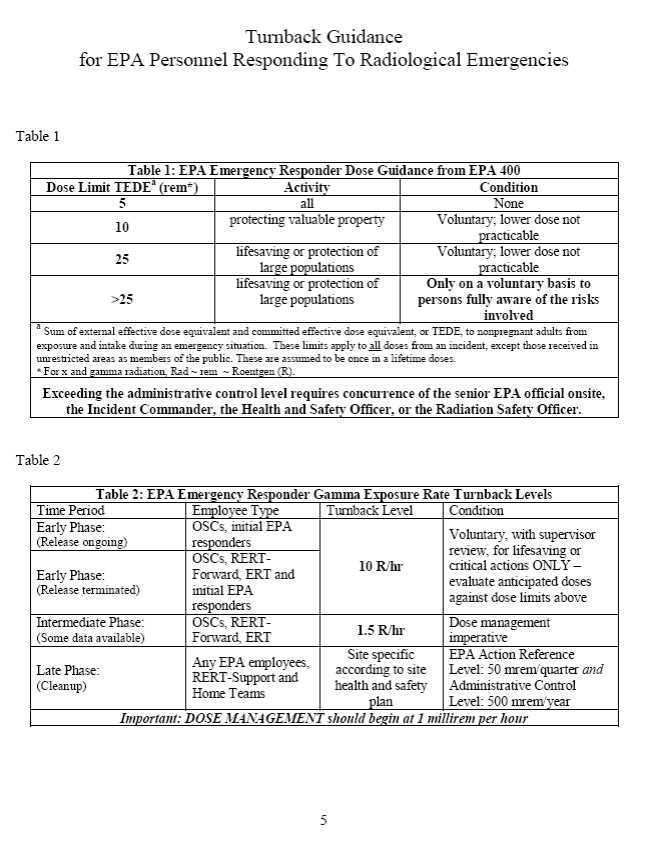 Turnback Guidance
for EPA Personnel Responding To Radiological Emergencies
Table 1
Table 1: EPA Emergency Responder Dose Guidance from EPA 400
Dose Limit TEDEª (rem*) Activity Condition
5 all None
10 protecting valuable property Voluntary; lower dose not
practicable
25 lifesaving or protection of
large populations Voluntary; lower dose not
practicable
>25 lifesaving or protection of
large populations Only on a voluntary basis to
persons fully aware of the risks
involved
ª Sum of external effective dose equivalent and committed effective dose equivalent, or TEDE, to nonpregnant adults from
exposure and intake during an emergency situation. These limits apply to all doses from an incident, except those received in
unrestricted areas as members of the public. These are assumed to be once in a lifetime doses.
* For x and gamma radiation, Rad ~ rem ~ Roentgen (R).
Exceeding the administrative control level requires concurrence of the senior EPA official onsite,
the Incident Commander, the Health and Safety Officer, or the Radiation Safety Officer.
Table 2
Table 2: EPA Emergency Responder Gamma Exposure Rate Turnback Levels
Time Period Employee Type Turnback Level Condition
Early Phase:
(Release ongoing)
OSCs, initial EPA
responders
Early Phase:
(Release terminated)
OSCs, RERT-
Forward, ERT and
initial EPA
responders
10 R/hr
Voluntary, with supervisor
review, for lifesaving or
critical actions ONLY –
evaluate anticipated doses
against dose limits above
Intermediate Phase:
(Some data available)
OSCs, RERT-
Forward, ERT
1.5 R/hr
Dose management
imperative
Late Phase:
(Cleanup)
Any EPA employees,
RERT-Support and
Home Teams
Site specific
according to site
health and safety
plan
EPA Action Reference
Level: 50 mrem/quarter and
Administrative Control
Level: 500 mrem/year
Important: DOSE MANAGEMENT should begin at 1 millirem per hour
5